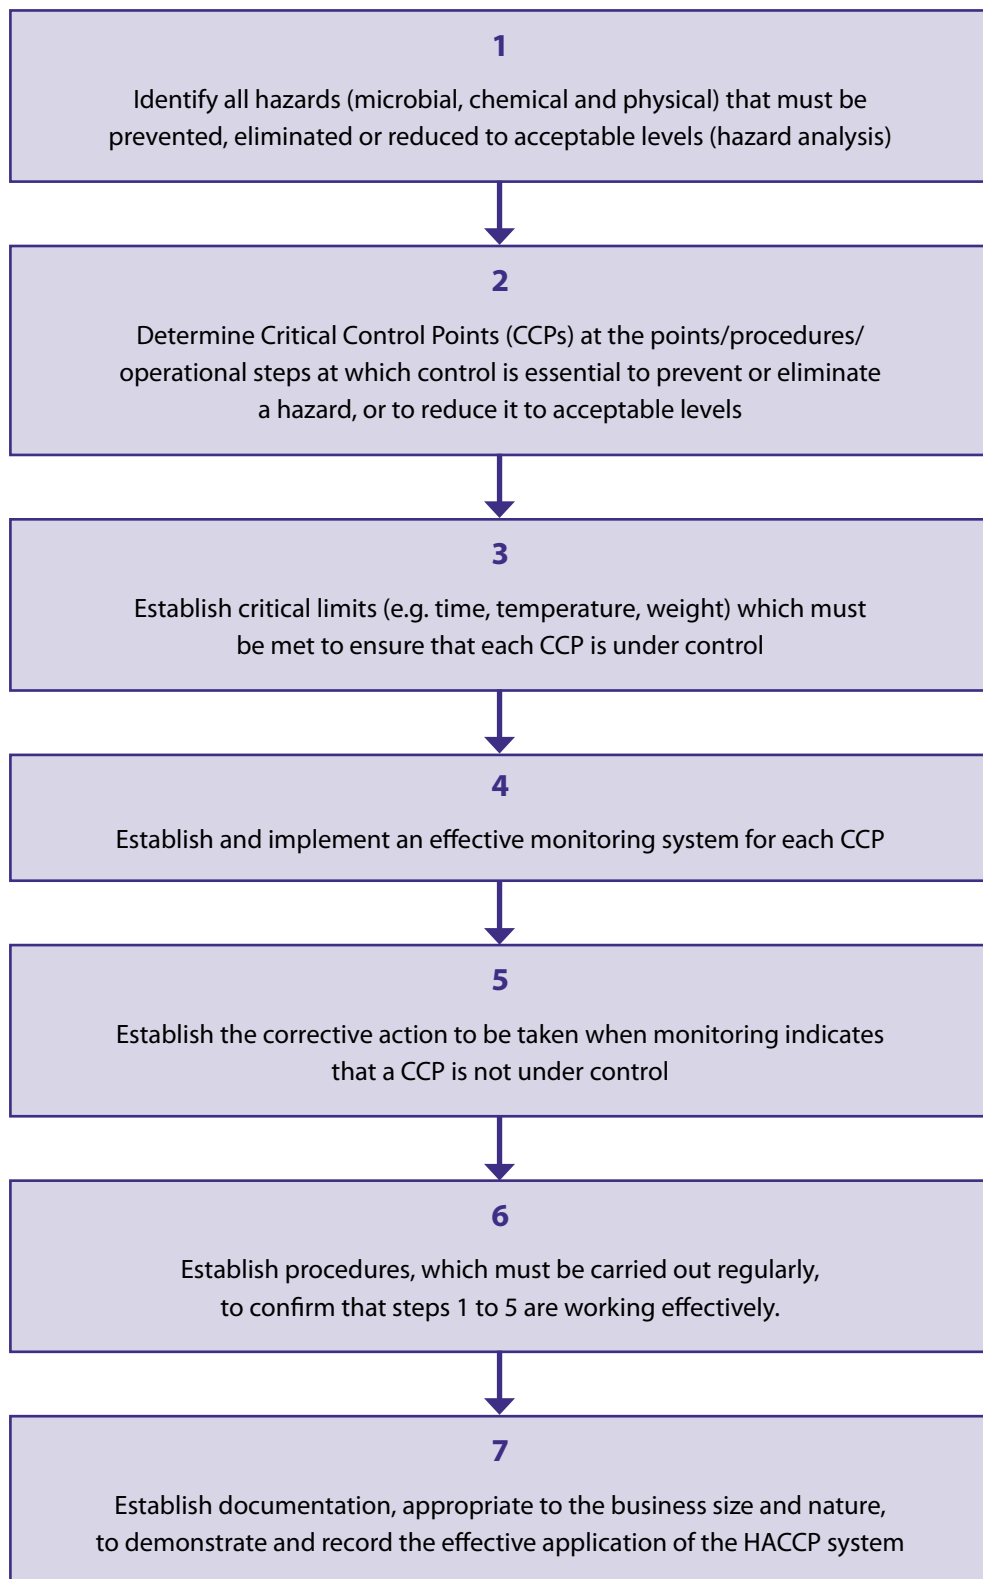 1
Identify all hazards (microbial, chemical and physical) that must be
prevented, eliminated or reduced to acceptable levels (hazard analysis)
2
Determine Critical Control Points (CCPs) at the points/procedures/
operational steps at which control is essential to prevent or eliminate
a hazard, or to reduce it to acceptable levels
3
Establish critical limits (e.g. time, temperature, weight) which must
be met to ensure that each CCP is under control
4
Establish and implement an effective monitoring system for each CCP
5
Establish the corrective action to be taken when monitoring indicates
that a CCP is not under control
6
Establish procedures, which must be carried out regularly,
to confirm that steps 1 to 5 are working effectively.
7
Establish documentation, appropriate to the business size and nature,
to demonstrate and record the effective application of the HACCP system